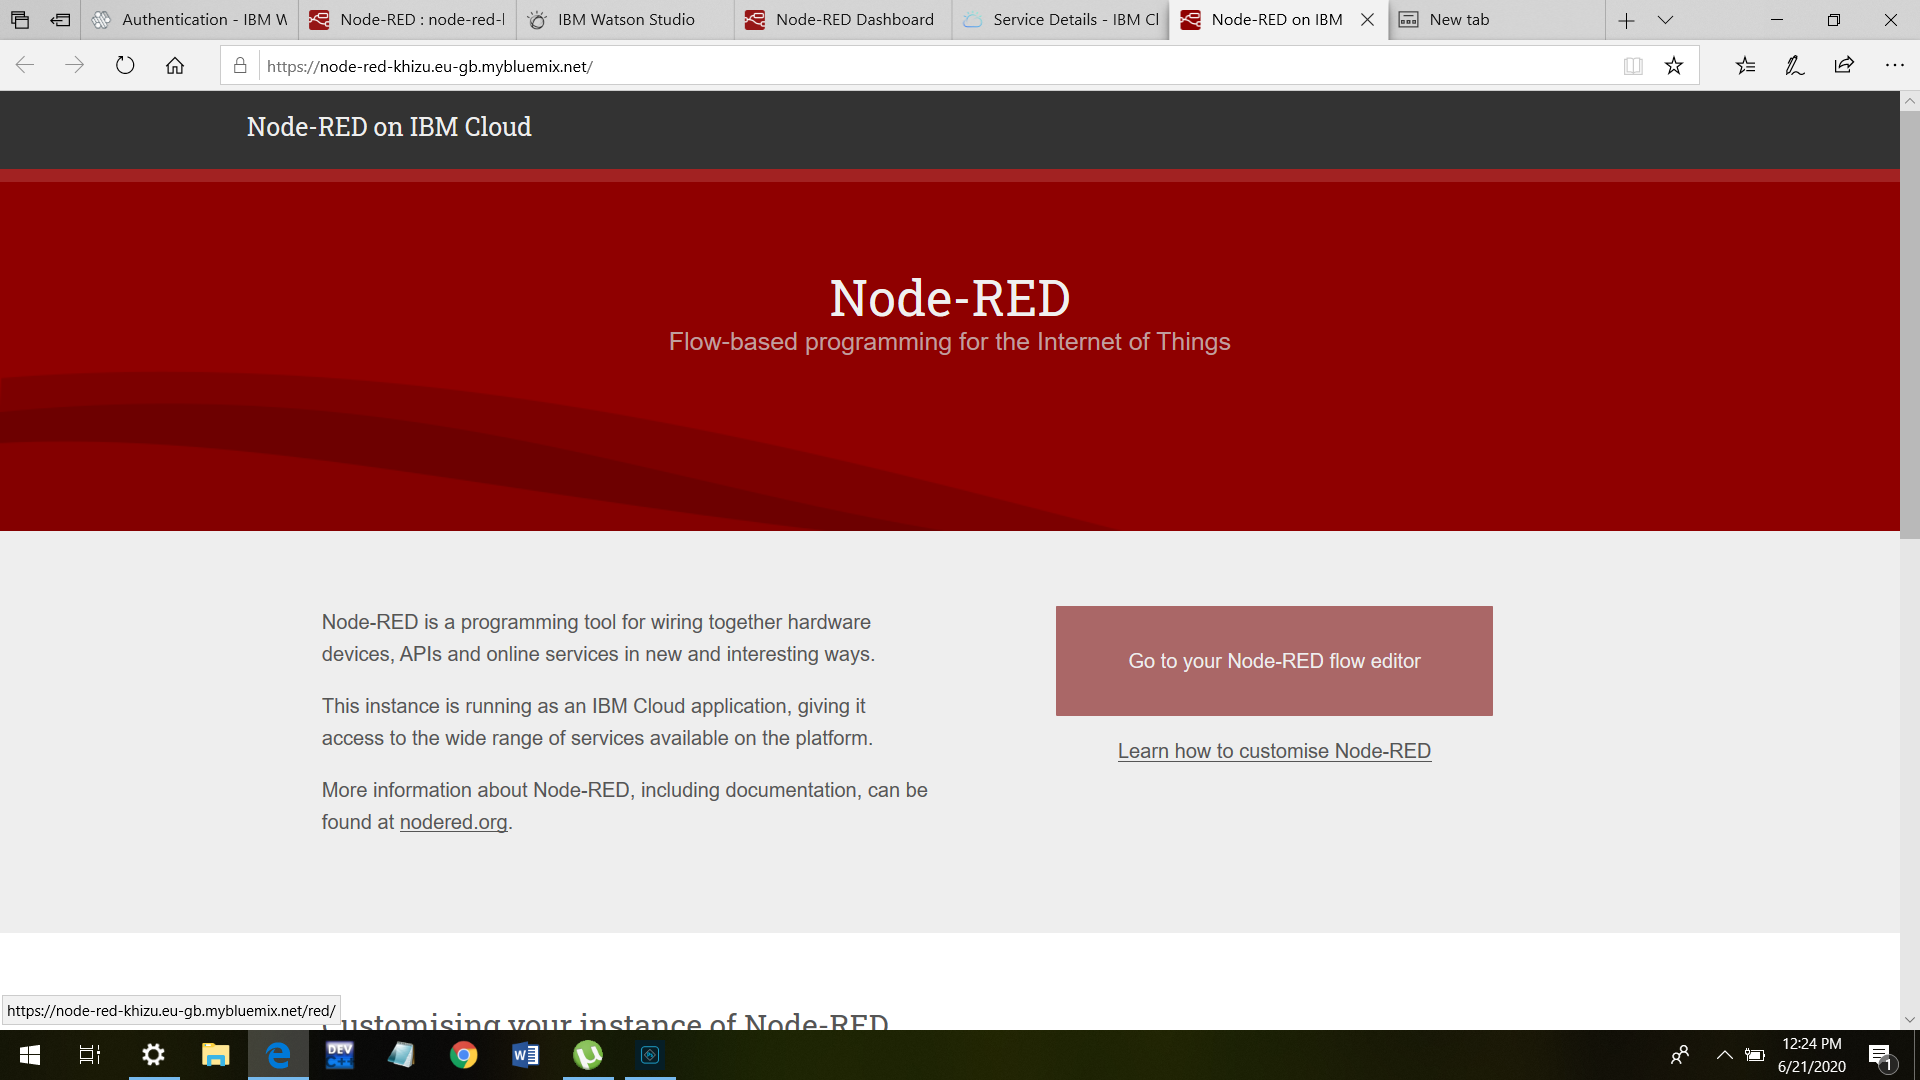 Authentication - IBM W
Node-RED : node-red-l
IBM Watson Studio
Node-RED Dashboard
Service Details - IBM Cl
Node-RED on IBM
New tab
https://node-red-khizu.eu-gb.mybluemix.net/
Node-RED on IBM Cloud
Node-RED
Flow-based programming for the Internet of Things
Node-RED is a programming tool for wiring together hardware
devices, APIs and online services in new and interesting ways.
This instance is running as an IBM Cloud application, giving it
access to the wide range of services available on the platform.
More information about Node-RED, including documentation, can be
found at nodered.org.
Go to your Node-RED flow editor
Learn how to customise Node-RED
Customising your instance of Node-RED
https://node-red-khizu.eu-gb.mybluemix.net/red/
DEV
C++
12:24 PM
6/21/2020
1